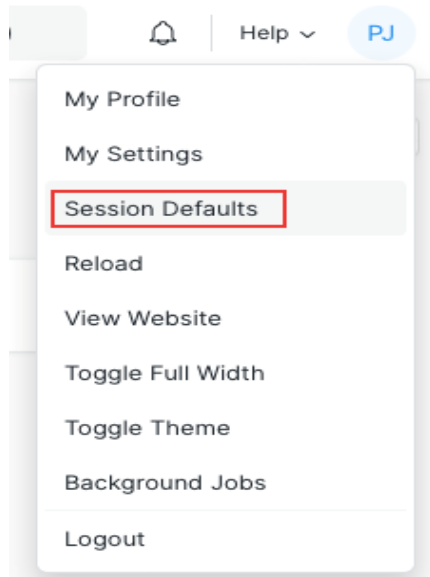 Help PJ
My Profile
My Settings
Session Defaults
Reload
View Website
Toggle Full Width
Toggle Theme
Background Jobs
Logout